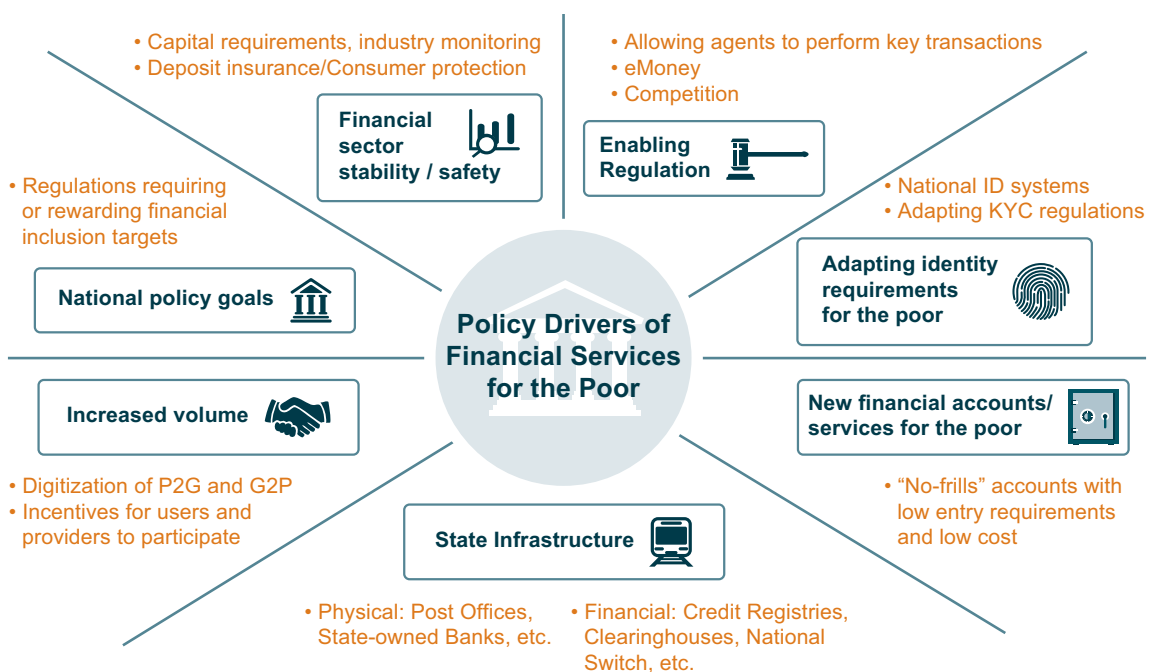 • Capital requirements, industry monitoring
• Deposit insurance/Consumer protection
Financial
sector
stability / safety
• Allowing agents to perform key transactions
• eMoney
• Competition
Enabling
Regulation
• Regulations requiring
or rewarding financial
inclusion targets
National policy goals
• National ID systems
• Adapting KYC regulations
Adapting identity
requirements
for the poor
Policy Drivers of
Financial Services
for the Poor
Increased volume
• Digitization of P2G and G2P
• Incentives for users and
providers to participate
New financial accounts/
services for the poor
• “No-frills” accounts with
low entry requirements
and low cost
State Infrastructure
• Physical: Post Offices,
State-owned Banks, etc.
• Financial: Credit Registries,
Clearinghouses, National
Switch, etc.